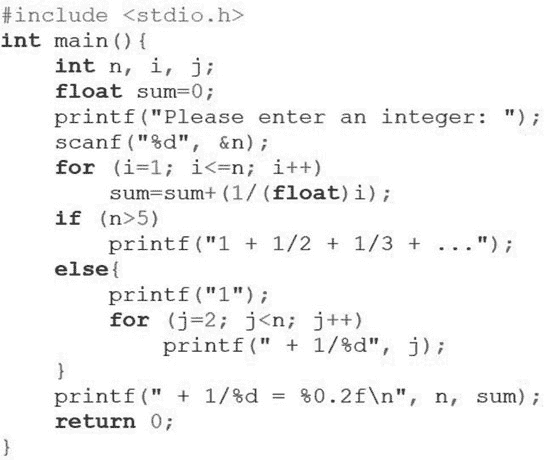 #include <stdio.h>
int main(){
    int n, i, j;
    float sum=0;
    printf("Please enter an integer: ");
    scanf("%d", &n);
    for (i=1; i<=n; i++)
        sum=sum+(1/(float)i);
    if (n>5)
        printf("1 + 1/2 + 1/3 + ...");
    else{
        printf("1");
        for (j=2; j<n; j++)
            printf(" + 1/%d", j);
    }
    printf(" + 1/%d = %0.2f\n", n, sum);
    return 0;
}